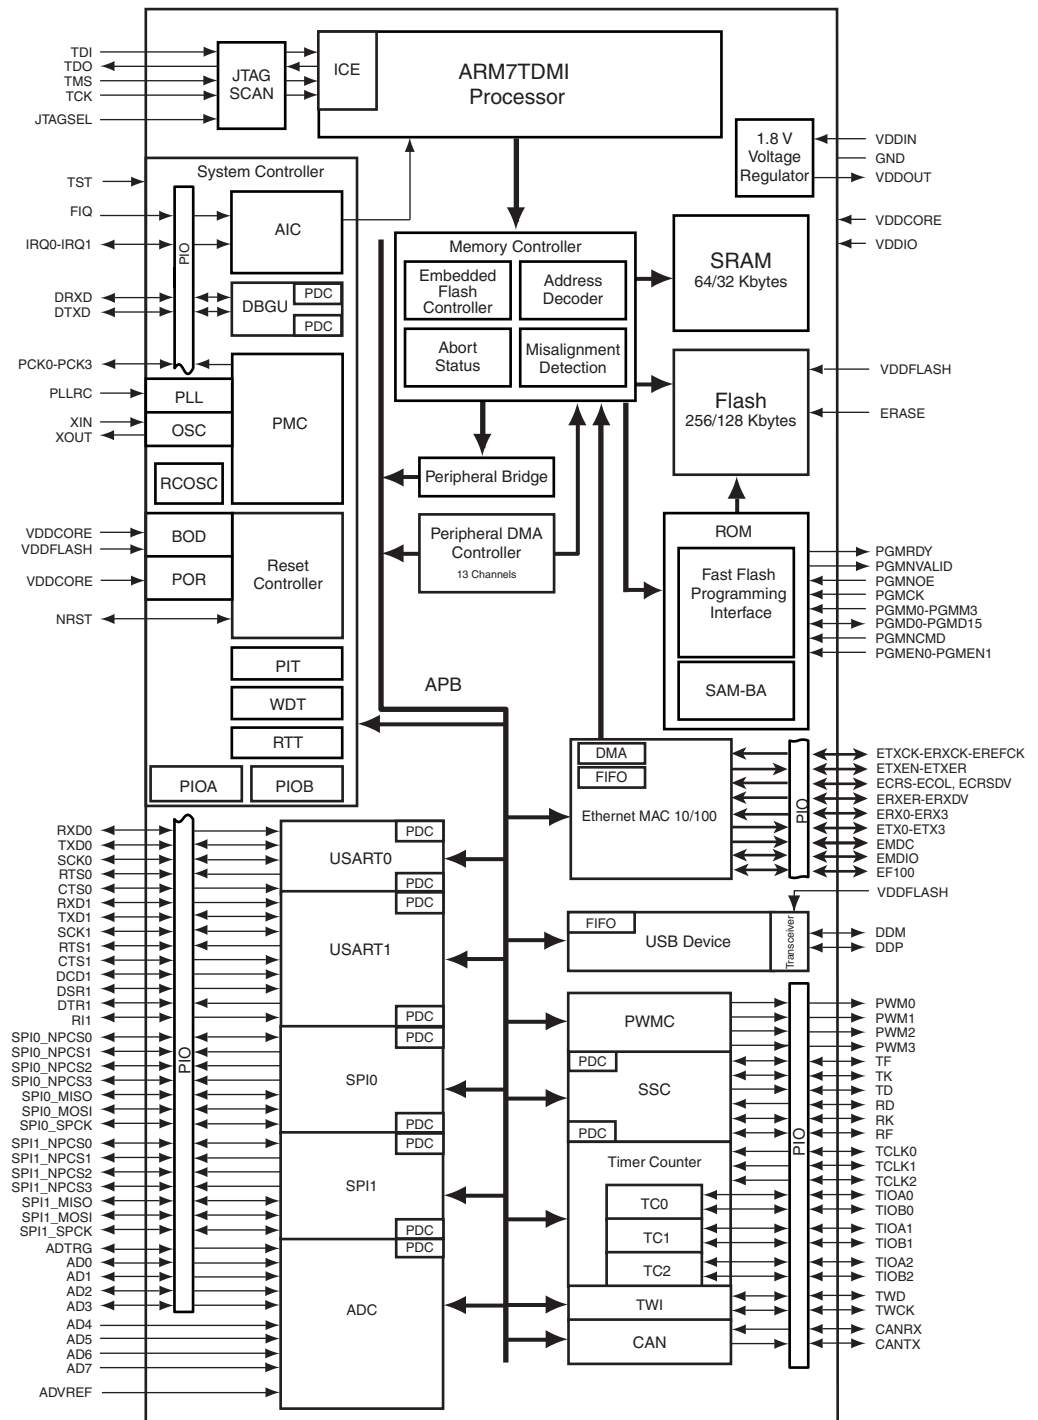 TDI
TDO
TMS
TCK
JTAGSEL
JTAG
SCAN
ICE
ARM7TDMI
Processor
1.8 V
Voltage
Regulator
VDDIN
GND
VDDOUT
VDDCORE
VDDIO
System Controller
TST
FIQ
IRQ0-IRQ1
PIO
AIC
DRXD
DTXD
DBGU
PDC
PDC
PCK0-PCK3
PLLRC
PLL
XIN
XOUT
OSC
PMC
RCOSC
VDDCORE
VDDFLASH
BOD
VDDCORE
POR
Reset
Controller
NRST
PIT
WDT
RTT
PIOA
PIOB
Memory Controller
Embedded
Flash
Controller
Address
Decoder
Abort
Status
Misalignment
Detection
SRAM
64/32 Kbytes
Flash
256/128 Kbytes
VDDFLASH
ERASE
Peripheral Bridge
Peripheral DMA
Controller
13 Channels
ROM
Fast Flash
Programming
Interface
SAM-BA
PGMRDY
PGMNVALID
PGMNOE
PGMCK
PGMM0-PGMM3
PGMD0-PGMD15
PGMNCMD
PGMEN0-PGMEN1
APB
DMA
FIFO
Ethernet MAC 10/100
PIO
ETXCK-ERXCK-EREFCK
ETXEN-ETXER
ECRS-ECOL, ECRSDV
ERXER-ERXDV
ERX0-ERX3
ETX0-ETX3
EMDC
EMDIO
EF100
VDDFLASH
FIFO
USB Device
Transceiver
DDM
DDP
RXD0
TXD0
SCK0
RTS0
CTS0
RXD1
TXD1
SCK1
RTS1
CTS1
DCD1
DSR1
DTR1
RI1
SPI0_NPCS0
SPI0_NPCS1
SPI0_NPCS2
SPI0_NPCS3
SPI0_MISO
SPI0_MOSI
SPI0_SPCK
SPI1_NPCS0
SPI1_NPCS1
SPI1_NPCS2
SPI1_NPCS3
SPI1_MISO
SPI1_MOSI
SPI1_SPCK
ADTRG
AD0
AD1
AD2
AD3
AD4
AD5
AD6
AD7
ADVREF
PIO
PDC
USART0
PDC
PDC
USART1
PDC
PDC
SPI0
PDC
PDC
SPI1
PDC
PDC
ADC
PWMC
PDC
SSC
PDC
Timer Counter
TC0
TC1
TC2
TWI
CAN
PIO
PWM0
PWM1
PWM2
PWM3
TF
TK
TD
RD
RK
RF
TCLK0
TCLK1
TCLK2
TIOA0
TIOB0
TIOA1
TIOB1
TIOA2
TIOB2
TWD
TWCK
CANRX
CANTX